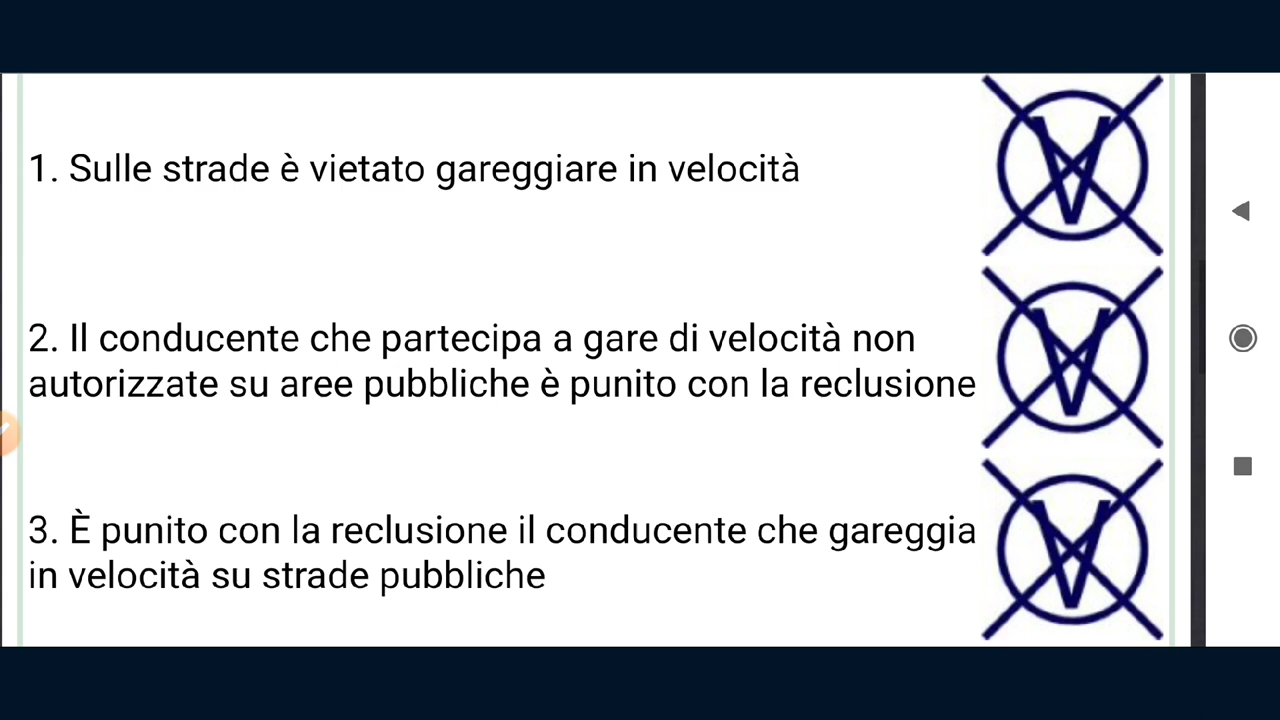 1. Sulle strade è vietato gareggiare in velocità
V
2. Il conducente che partecipa a gare di velocità non
autorizzate su aree pubbliche è punito con la reclusione
V
3. È punito con la reclusione il conducente che gareggia
in velocità su strade pubbliche
V